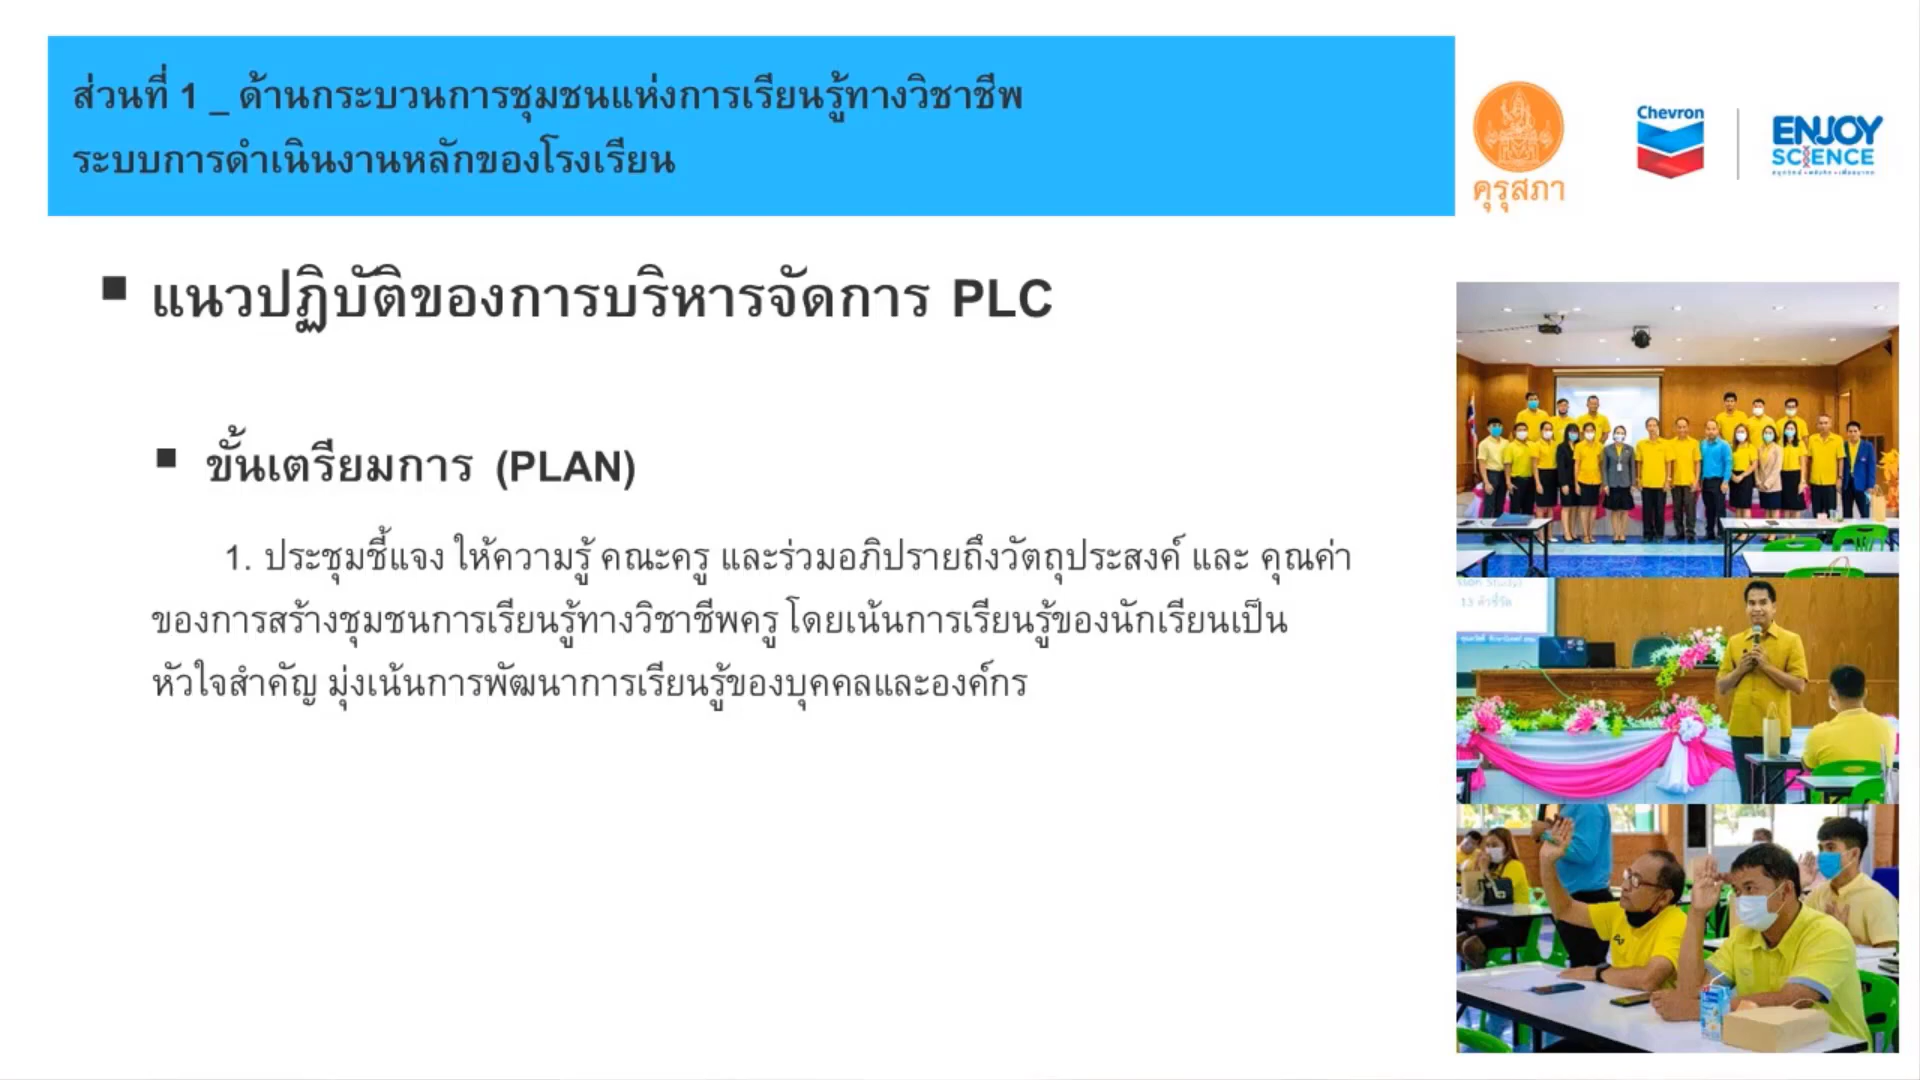 ส่วนที่ 1 _ ด้านกระบวนการชุมชนแห่งการเรียนรู้ทางวิชาชีพ
ระบบการดำเนินงานหลักของโรงเรียน
คุรุสภา
Chevron
ENJOY
SCIENCE
▪ แนวปฏิบัติของการบริหารจัดการ PLC
▪ ขั้นเตรียมการ (PLAN)
1. ประชุมชี้แจง ให้ความรู้ คณะครู และร่วมอภิปรายถึงวัตถุประสงค์ และ คุณค่า
ของการสร้างชุมชนการเรียนรู้ทางวิชาชีพครู โดยเน้นการเรียนรู้ของนักเรียนเป็น
หัวใจสำคัญ มุ่งเน้นการพัฒนาการเรียนรู้ของบุคคลและองค์กร
13 ตัวชี้วัด